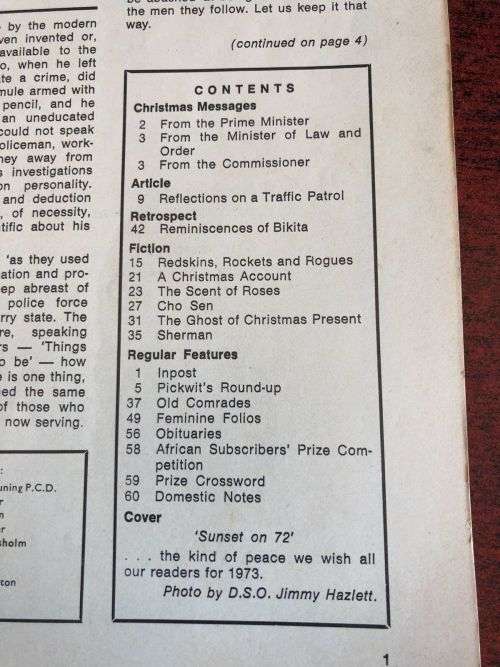 by the modern
ven invented or,
available to the
o, when he left
te a crime, did
mule armed with
pencil, and he
an uneducated
could not speak
oliceman, work-
hey away from
s investigations
on personality.
and deduction
, of necessity,
tific about his
'as they used
ation and pro-
ep abreast of
police force
rry state. The
re, speaking
rs — 'Things
o be' — how
e is one thing,
ed the same
of those who
now serving.
:
uning P.C.D.
r
n
er
sholm
ton
the men they follow. Let us keep it that
way.
(continued on page 4)
CONTENTS
Christmas Messages
2 From the Prime Minister
3 From the Minister of Law and
Order
3 From the Commissioner
Article
9 Reflections on a Traffic Patrol
Retrospect
42 Reminiscences of Bikita
Fiction
15 Redskins, Rockets and Rogues
21 A Christmas Account
23 The Scent of Roses
27 Cho Sen
31 The Ghost of Christmas Present
35 Sherman
Regular Features
1 Inpost
5 Pickwit's Round-up
37 Old Comrades
49 Feminine Folios
56 Obituaries
58 African Subscribers' Prize Com-
petition
59 Prize Crossword
60 Domestic Notes
Cover
'Sunset on 72'
. . . the kind of peace we wish all
our readers for 1973.
Photo by D.S.O. Jimmy Hazlett.
1